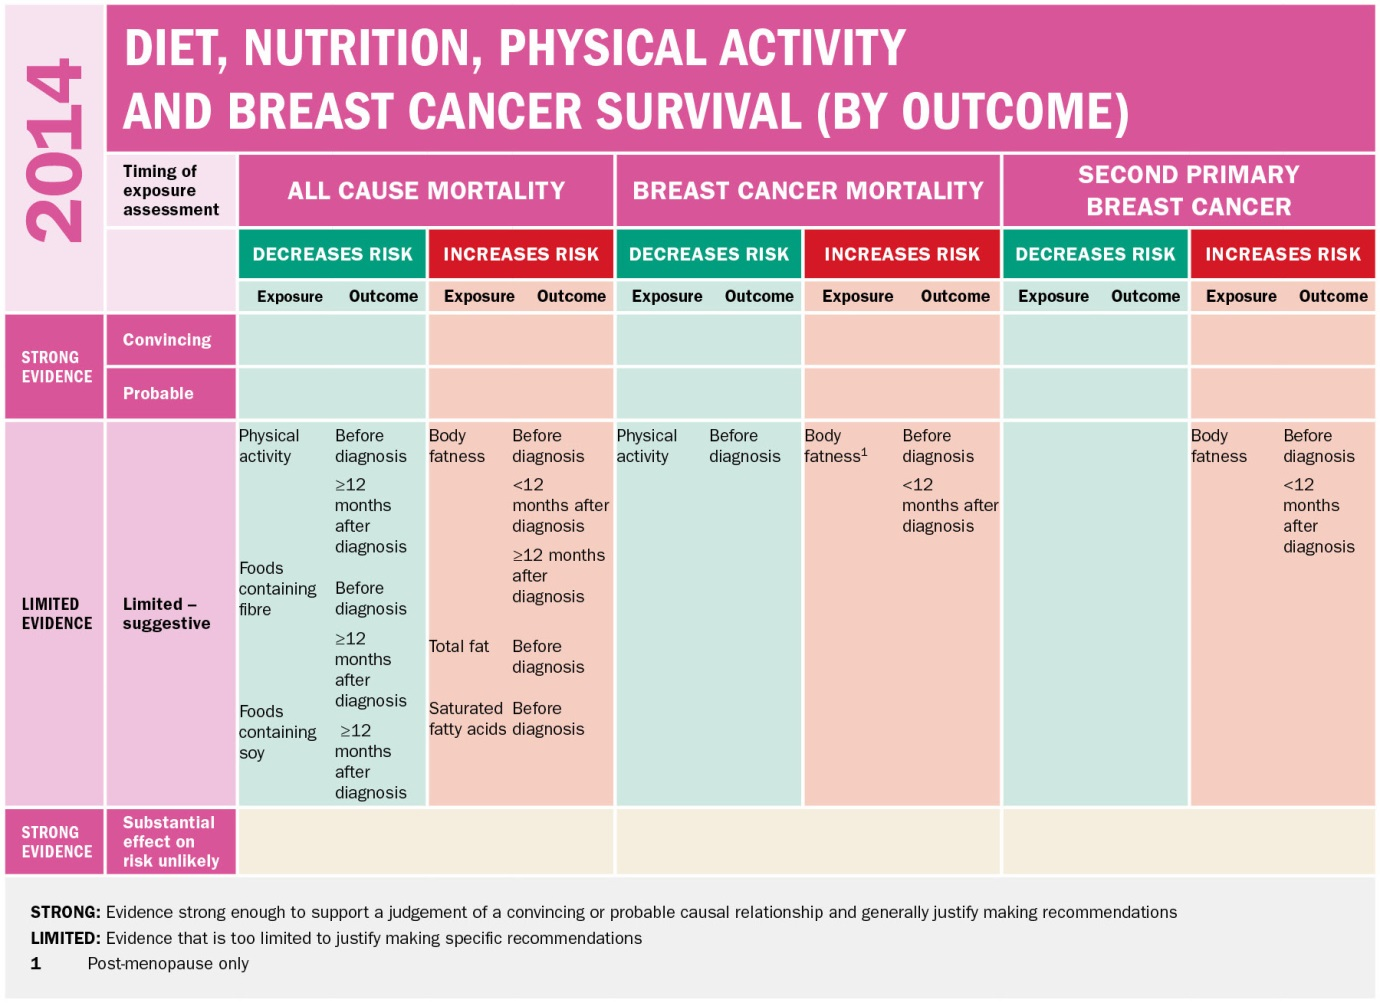 2014
DIET, NUTRITION, PHYSICAL ACTIVITY
AND BREAST CANCER SURVIVAL (BY OUTCOME)
Timing of
exposure
assessment
ALL CAUSE MORTALITY
BREAST CANCER MORTALITY
SECOND PRIMARY
BREAST CANCER
DECREASES RISK
INCREASES RISK
DECREASES RISK
INCREASES RISK
DECREASES RISK
INCREASES RISK
Exposure
Outcome
Exposure
Outcome
Exposure
Outcome
Exposure
Outcome
Exposure
Outcome
Exposure
Outcome
STRONG
EVIDENCE
Convincing
Probable
LIMITED
EVIDENCE
Limited –
suggestive
Physical
activity
Before
diagnosis
≥12
months
after
diagnosis
Foods
containing
fibre
Before
diagnosis
≥12
months
after
diagnosis
Foods
containing
soy
≥12
months
after
diagnosis
Body
fatness
Before
diagnosis
<12
months after
diagnosis
≥12 months
after
diagnosis
Total fat
Before
diagnosis
Saturated
fatty acids
Before
diagnosis
Physical
activity
Before
diagnosis
Body
fatness¹
Before
diagnosis
<12
months after
diagnosis
Body
fatness
Before
diagnosis
<12
months
after
diagnosis
STRONG
EVIDENCE
Substantial
effect on
risk unlikely
STRONG: Evidence strong enough to support a judgement of a convincing or probable causal relationship and generally justify making recommendations
LIMITED: Evidence that is too limited to justify making specific recommendations
1 Post-menopause only